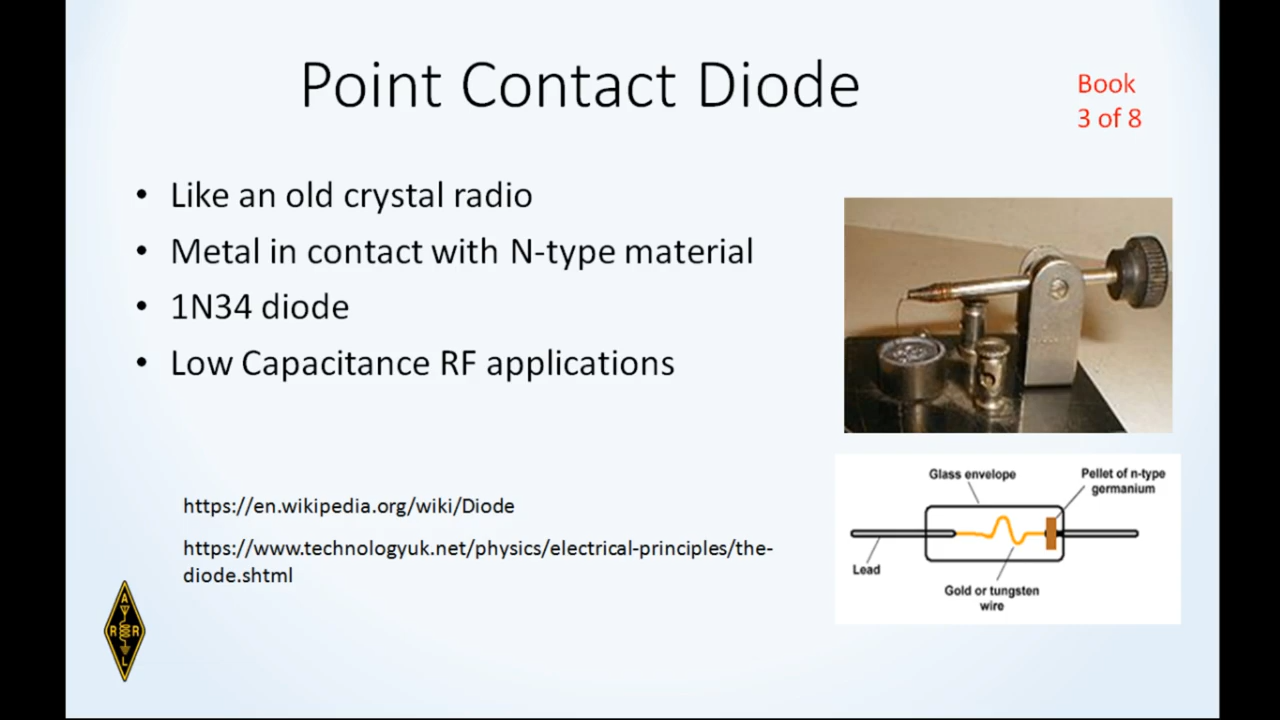 Point Contact Diode
Book
3 of 8
• Like an old crystal radio
• Metal in contact with N-type material
• 1N34 diode
• Low Capacitance RF applications
https://en.wikipedia.org/wiki/Diode
https://www.technologyuk.net/physics/electrical-principles/the-
diode.shtml
Glass envelope
Pellet of n-type
germanium
Lead
Gold or tungsten
wire
A
R R
L